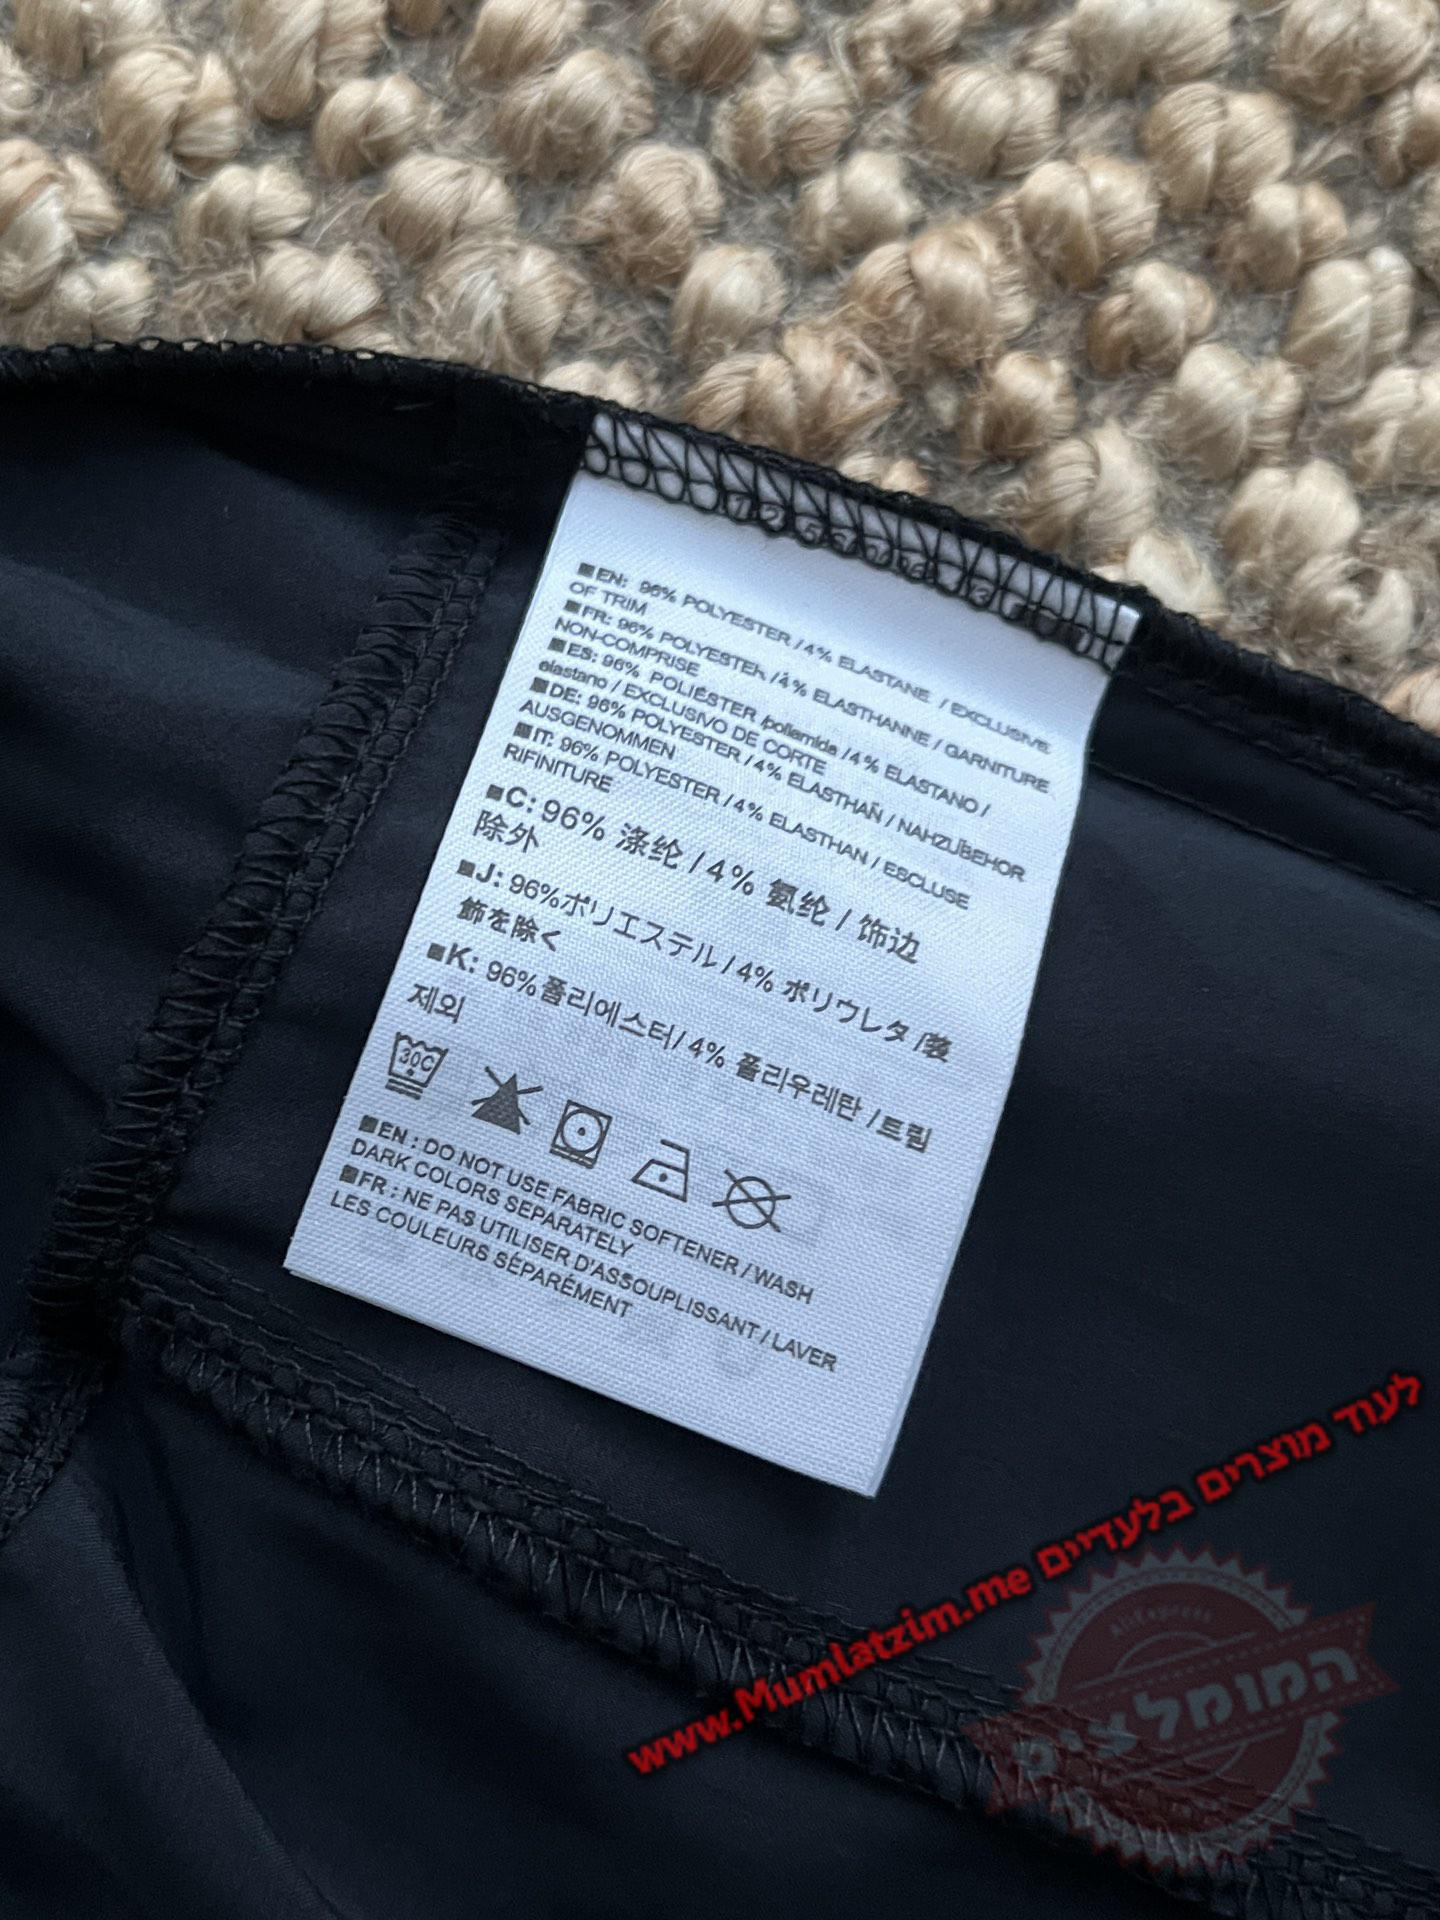 ■EN: 96% POLYESTER / 4% ELASTANE / EXCLUSIVE
OF TRIM
■FR: 96% POLYESTER / 4% ELASTHANNE / GARNITURE
NON-COMPRISE
■ES: 96% POLIÉSTER /poliamida / 4% ELASTANO /
elastano / EXCLUSIVO DE CORTE
■DE: 96% POLYESTER / 4% ELASTHAN / NAHZUBEHOR
AUSGENOMMEN
■IT: 96% POLYESTER / 4% ELASTHAN / ESCLUSE
RIFINITURE
■C: 96% 涤纶 / 4% 氨纶 / 饰边
除外
■J: 96%ポリエステル / 4% ポリウレタ /装
飾を除く
■K: 96%폴리에스터/ 4% 폴리우레탄 /트림
제외
30C
■EN : DO NOT USE FABRIC SOFTENER / WASH
DARK COLORS SEPARATELY
■FR : NE PAS UTILISER D'ASSOUPLISSANT / LAVER
LES COULEURS SÉPARÉMENT
לעוד מוצרים בלעדיים www.Mumlatzim.me
AliExpress
המומלצים